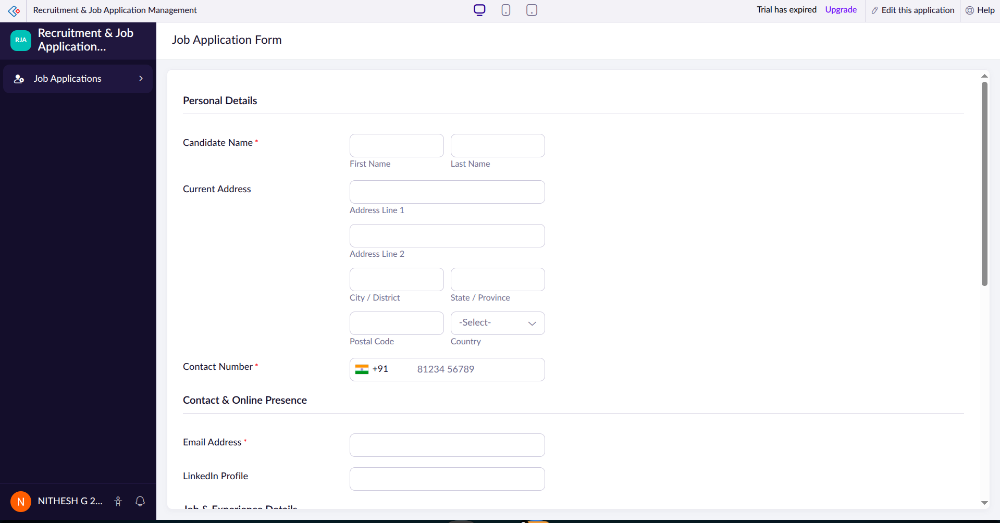 Recruitment & Job Application Management
Trial has expired
Upgrade
Edit this application
Help
RJA
Recruitment & Job
Application...
Job Applications
Job Application Form
Personal Details
Candidate Name *
First Name
Last Name
Current Address
Address Line 1
Address Line 2
City / District
State / Province
-Select-
Postal Code
Country
Contact Number *
+91
81234 56789
Contact & Online Presence
Email Address *
LinkedIn Profile
Job & Experience Details
N
NITHESH G 2...